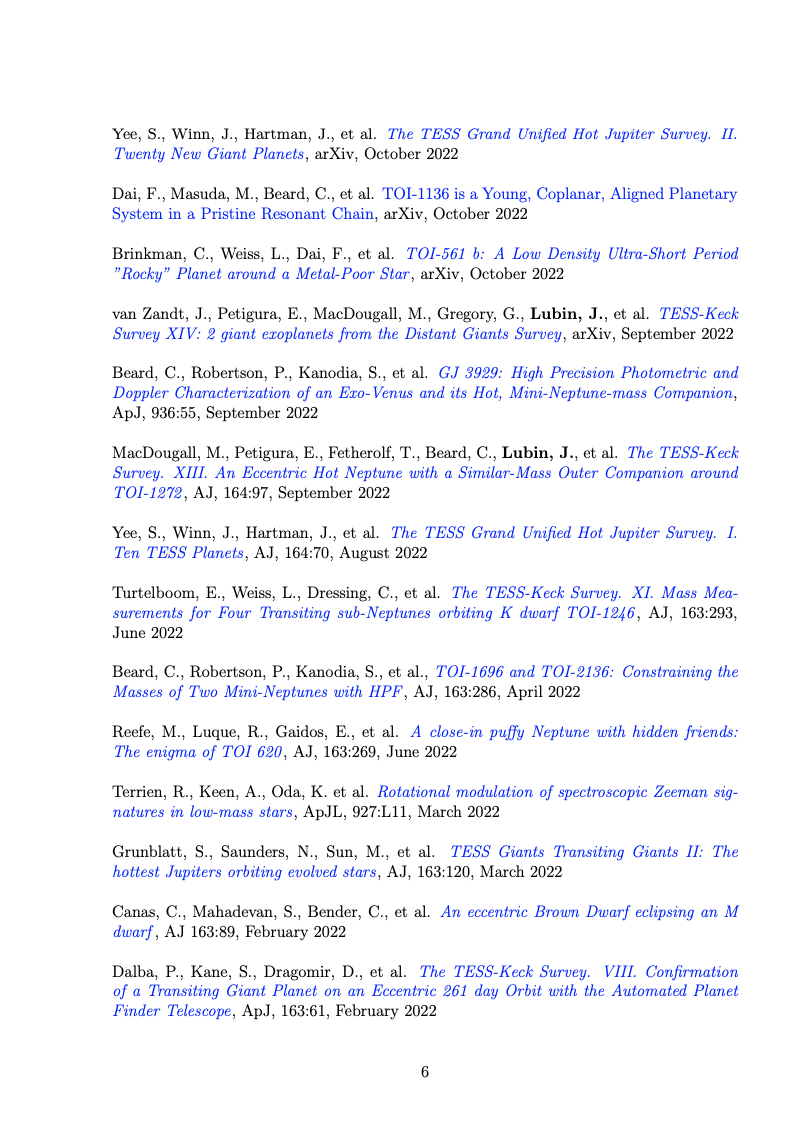 Yee, S., Winn, J., Hartman, J., et al. The TESS Grand Unified Hot Jupiter Survey. II.
Twenty New Giant Planets, arXiv, October 2022
Dai, F., Masuda, M., Beard, C., et al. TOI-1136 is a Young, Coplanar, Aligned Planetary
System in a Pristine Resonant Chain, arXiv, October 2022
Brinkman, C., Weiss, L., Dai, F., et al. TOI-561 b: A Low Density Ultra-Short Period
"Rocky" Planet around a Metal-Poor Star, arXiv, October 2022
van Zandt, J., Petigura, E., MacDougall, M., Gregory, G., Lubin, J., et al. TESS-Keck
Survey XIV: 2 giant exoplanets from the Distant Giants Survey, arXiv, September 2022
Beard, C., Robertson, P., Kanodia, S., et al. GJ 3929: High Precision Photometric and
Doppler Characterization of an Exo-Venus and its Hot, Mini-Neptune-mass Companion,
ApJ, 936:55, September 2022
MacDougall, M., Petigura, E., Fetherolf, T., Beard, C., Lubin, J., et al. The TESS-Keck
Survey. XIII. An Eccentric Hot Neptune with a Similar-Mass Outer Companion around
TOI-1272, AJ, 164:97, September 2022
Yee, S., Winn, J., Hartman, J., et al. The TESS Grand Unified Hot Jupiter Survey. I.
Ten TESS Planets, AJ, 164:70, August 2022
Turtelboom, E., Weiss, L., Dressing, C., et al. The TESS-Keck Survey. XI. Mass Mea-
surements for Four Transiting sub-Neptunes orbiting K dwarf TOI-1246, AJ, 163:293,
June 2022
Beard, C., Robertson, P., Kanodia, S., et al., TOI-1696 and TOI-2136: Constraining the
Masses of Two Mini-Neptunes with HPF, AJ, 163:286, April 2022
Reefe, M., Luque, R., Gaidos, E., et al. A close-in puffy Neptune with hidden friends:
The enigma of TOI 620, AJ, 163:269, June 2022
Terrien, R., Keen, A., Oda, K. et al. Rotational modulation of spectroscopic Zeeman sig-
natures in low-mass stars, ApJL, 927:L11, March 2022
Grunblatt, S., Saunders, N., Sun, M., et al. TESS Giants Transiting Giants II: The
hottest Jupiters orbiting evolved stars, AJ, 163:120, March 2022
Canas, C., Mahadevan, S., Bender, C., et al. An eccentric Brown Dwarf eclipsing an M
dwarf, AJ 163:89, February 2022
Dalba, P., Kane, S., Dragomir, D., et al. The TESS-Keck Survey. VIII. Confirmation
of a Transiting Giant Planet on an Eccentric 261 day Orbit with the Automated Planet
Finder Telescope, ApJ, 163:61, February 2022
6